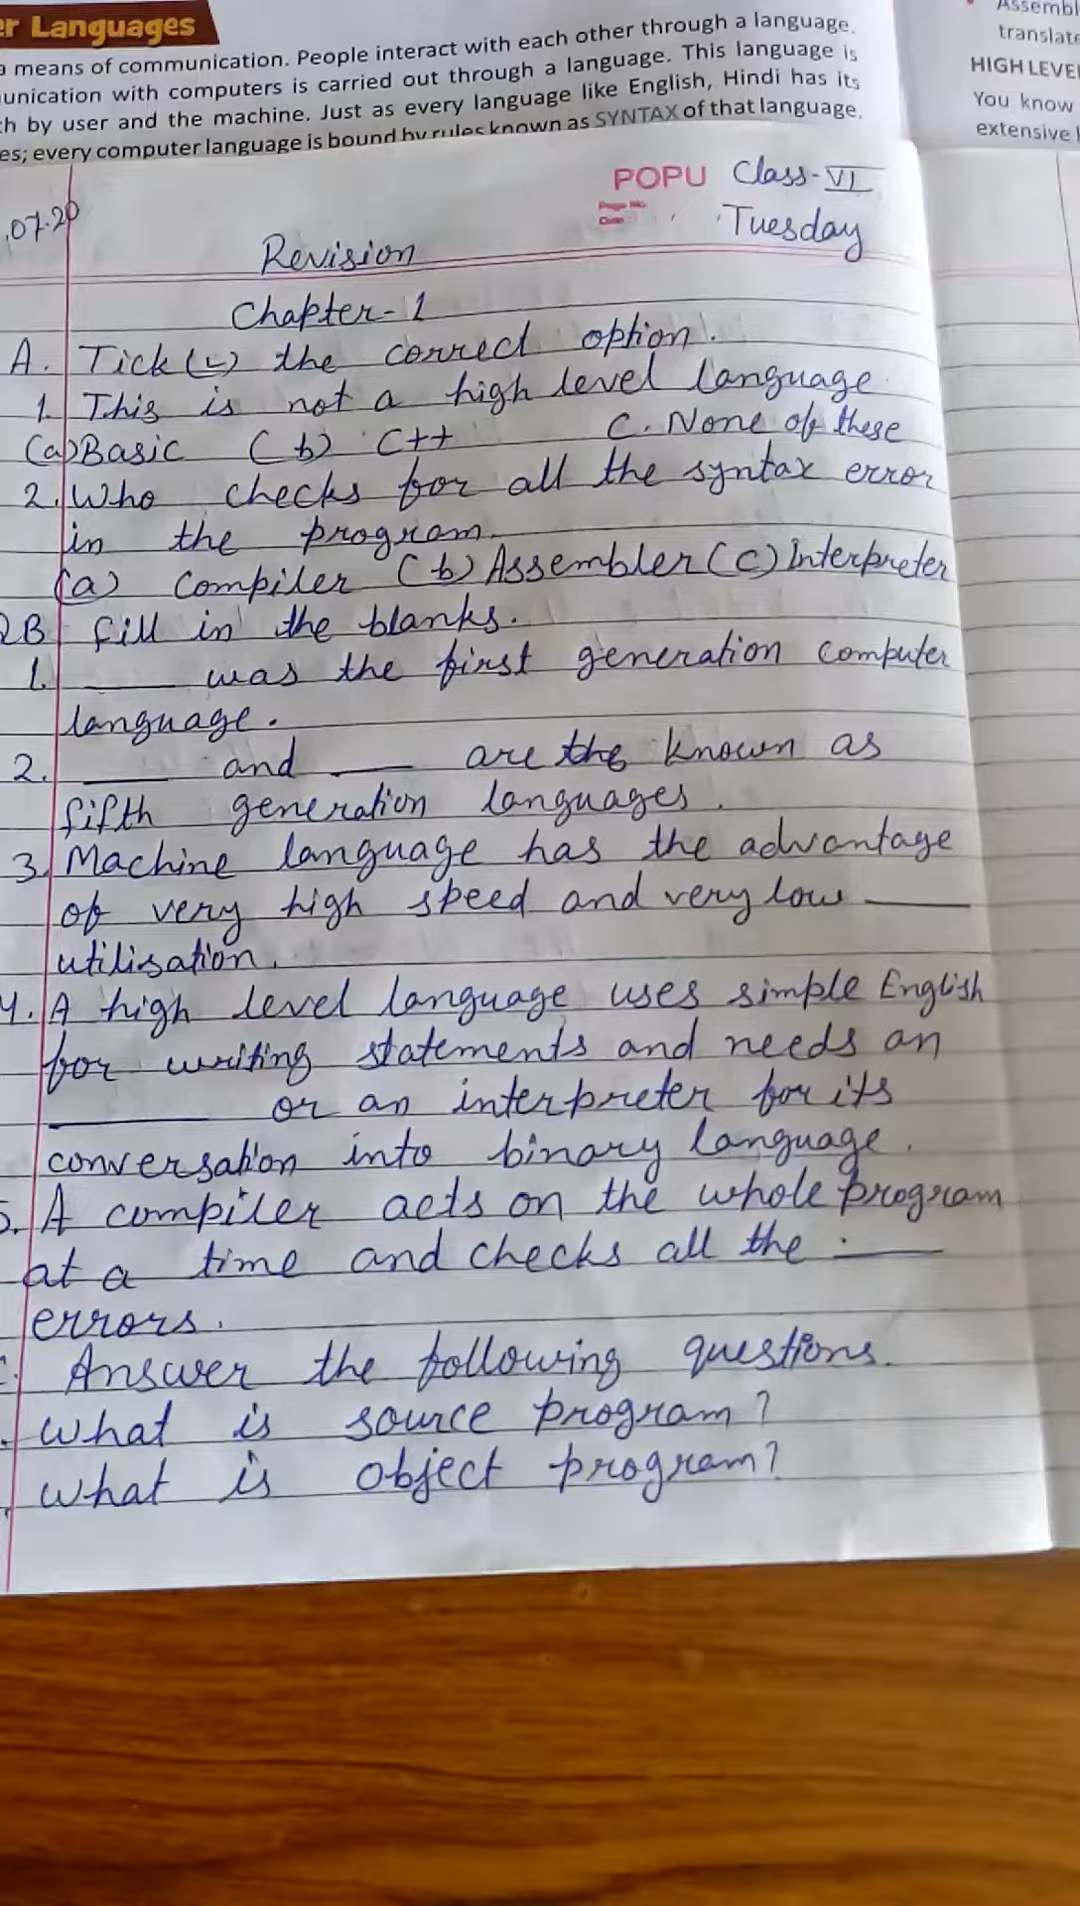 er Languages
a means of communication. People interact with each other through a language.
unication with computers is carried out through a language. This language is
ch by user and the machine. Just as every language like English, Hindi has its
es; every computer language is bound by rules known as SYNTAX of that language.
Assembl
translate
HIGH LEVEL
You know
extensive
POPU Class-VI
Page No.
Date
.07.20 Tuesday
Revision
Chapter-1
A. Tick (✓) the correct option.
1. This is not a high level language
(a) Basic (b) C++ C. None of these
2. Who checks for all the syntax error
in the program.
(a) Compiler (b) Assembler (c) Interpreter
QB fill in the blanks.
1. ____ was the first generation computer
language.
2. ____ and ____ are the known as
fifth generation languages.
3. Machine language has the advantage
of very high speed and very low ____
utilisation.
4. A high level language uses simple English
for writing statements and needs an
____ or an interpreter for its
conversation into binary language.
5. A compiler acts on the whole program
at a time and checks all the ____
errors.
C. Answer the following questions.
What is source program?
What is object program?